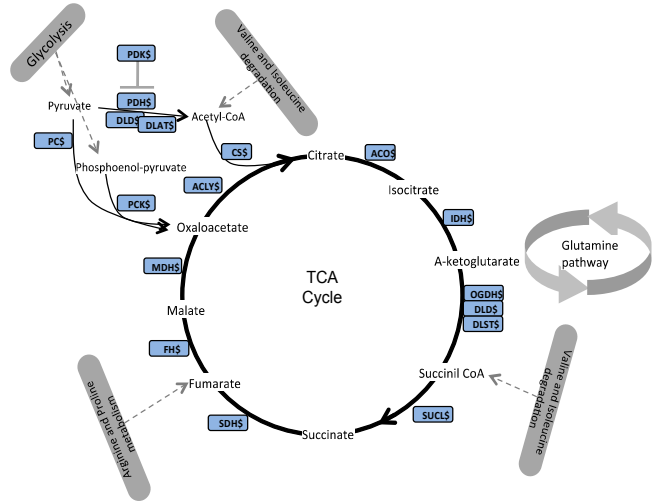 Glycolysis
PDK$
Valine and Isoleucine
degradation
Pyruvate
PDH$
DLD$
DLAT$
Acetyl-CoA
PC$
CS$
Phosphoenol-pyruvate
ACLY$
Citrate
ACO$
Isocitrate
PCK$
Oxaloacetate
IDH$
Glutamine
pathway
MDH$
TCA
Cycle
A-ketoglutarate
OGDH$
DLD$
DLST$
Malate
FH$
Fumarate
Succinil CoA
Valine and Isoleucine
degradation
Arginine and Proline
metabolism
SDH$
SUCL$
Succinate